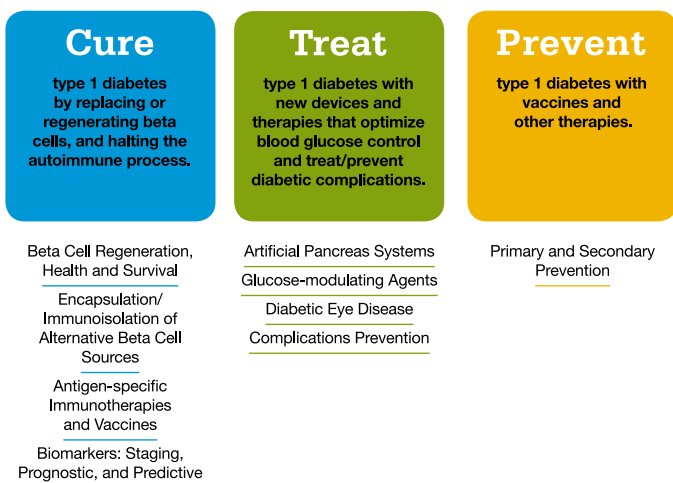 Cure
type 1 diabetes
by replacing or
regenerating beta
cells, and halting the
autoimmune process.
Beta Cell Regeneration,
Health and Survival
Encapsulation/
Immunoisolation of
Alternative Beta Cell
Sources
Antigen-specific
Immunotherapies
and Vaccines
Biomarkers: Staging,
Prognostic, and Predictive
Treat
type 1 diabetes with
new devices and
therapies that optimize
blood glucose control
and treat/prevent
diabetic complications.
Artificial Pancreas Systems
Glucose-modulating Agents
Diabetic Eye Disease
Complications Prevention
Prevent
type 1 diabetes with
vaccines and
other therapies.
Primary and Secondary
Prevention